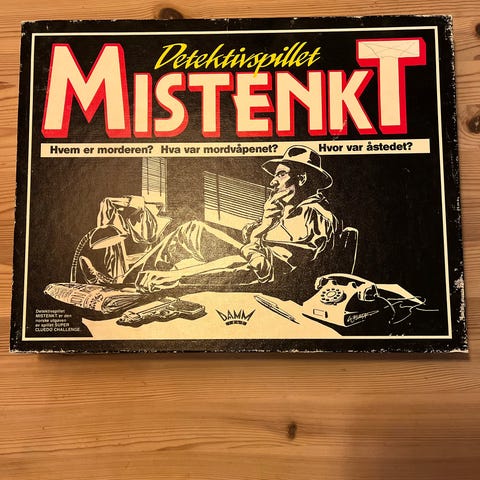 Detektivspillet
MISTENKT
Hvem er morderen? Hva var mordvåpenet? Hvor var åstedet?
Detektivspillet
MISTENKT er den
norske utgaven
av spillet SUPER
CLUEDO CHALLENGE.
DAMM